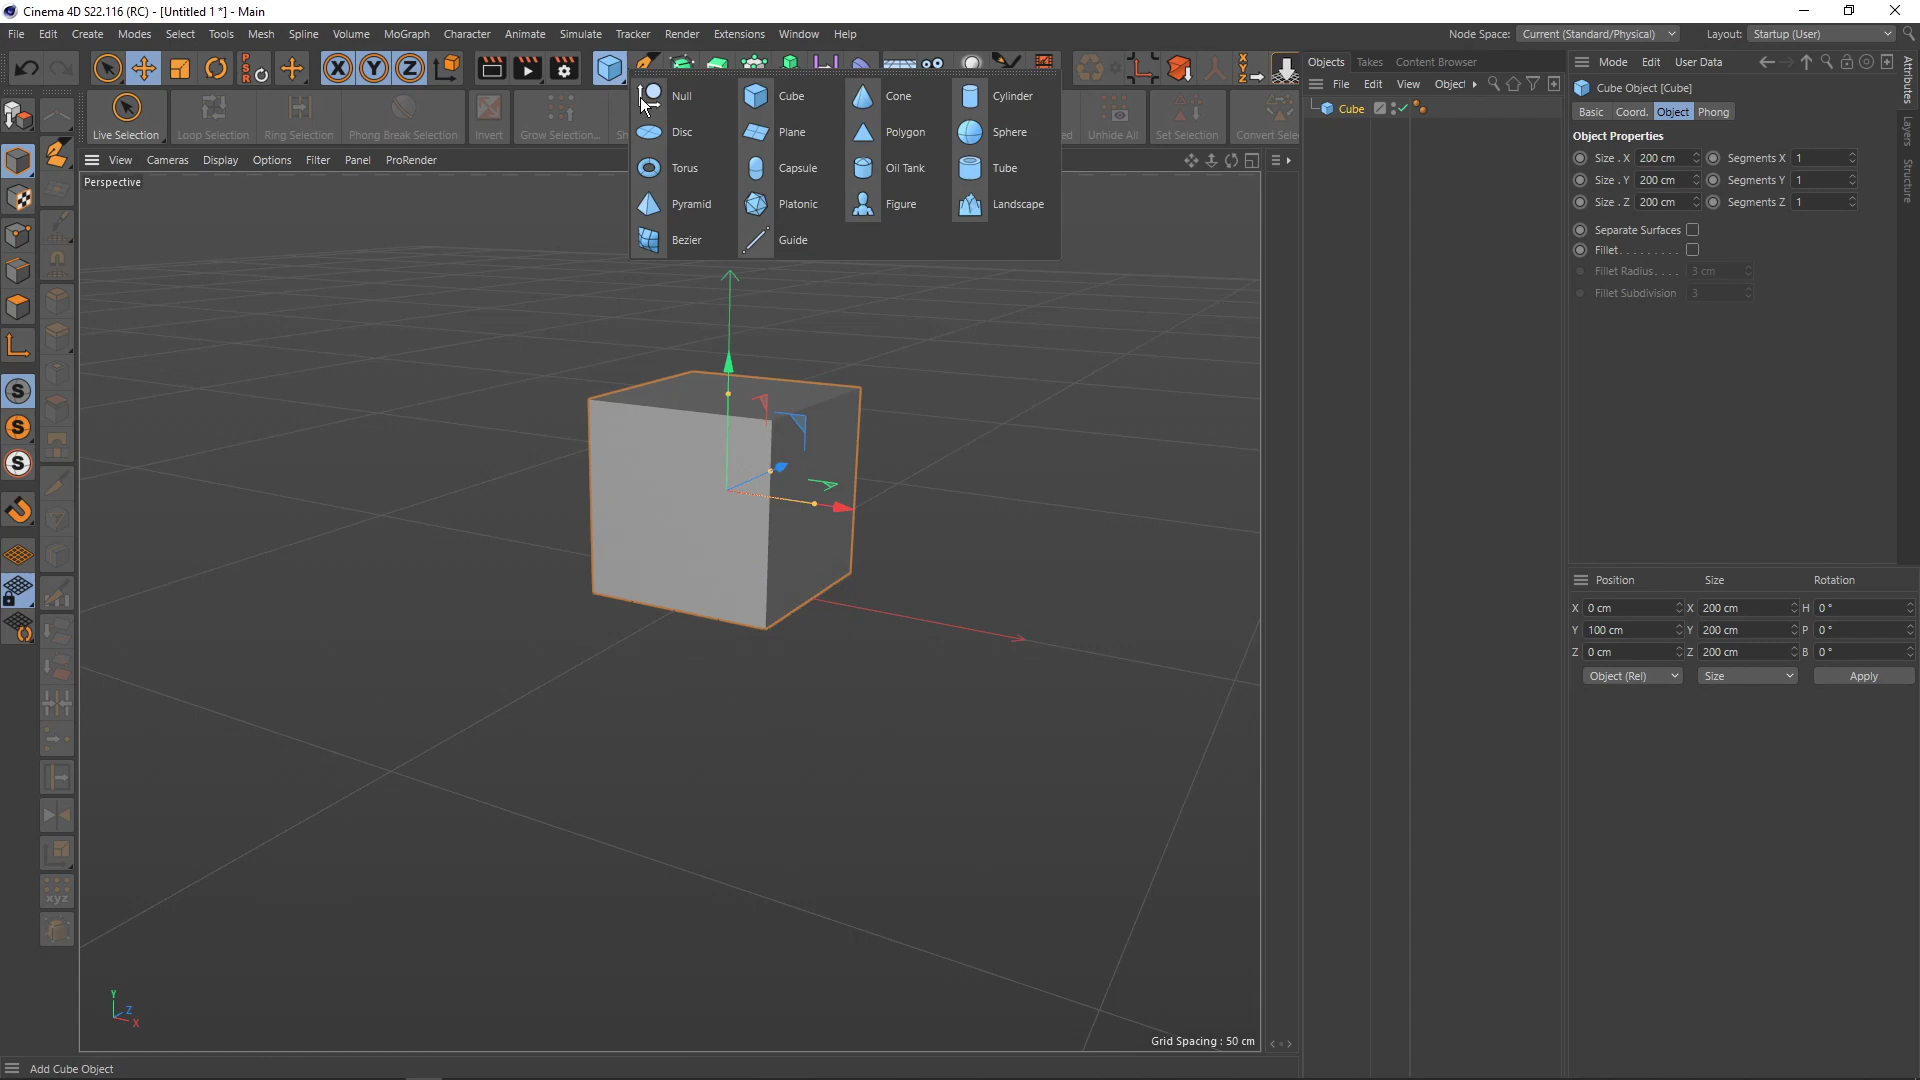 Cinema 4D S22.116 (RC) - [Untitled 1 *] - Main
File Edit Create Modes Select Tools Mesh Spline Volume MoGraph Character Animate Simulate Tracker Render Extensions Window Help
Node Space: Current (Standard/Physical) Layout: Startup (User)
X Y Z PSR
Live Selection Loop Selection Ring Selection Phong Break Selection Invert Grow Selection... Unhide All Set Selection
View Cameras Display Options Filter Panel ProRender
Perspective
Null Cube Cone Cylinder
Disc Plane Polygon Sphere
Torus Capsule Oil Tank Tube
Pyramid Platonic Figure Landscape
Bezier Guide
Objects Takes Content Browser
File Edit View Object
Cube
Mode Edit User Data
Cube Object [Cube]
Basic Coord. Object Phong
Object Properties
Size . X 200 cm Segments X 1
Size . Y 200 cm Segments Y 1
Size . Z 200 cm Segments Z 1
Separate Surfaces
Fillet. . . . . . . . .
Fillet Radius. . . . 3 cm
Fillet Subdivision 3
Attributes
Layers
Structure
Position Size Rotation
X 0 cm X 200 cm H 0 °
Y 100 cm Y 200 cm P 0 °
Z 0 cm Z 200 cm B 0 °
Object (Rel) Size Apply
S
S
S
xyz
Y
Z
X
Grid Spacing : 50 cm
Add Cube Object